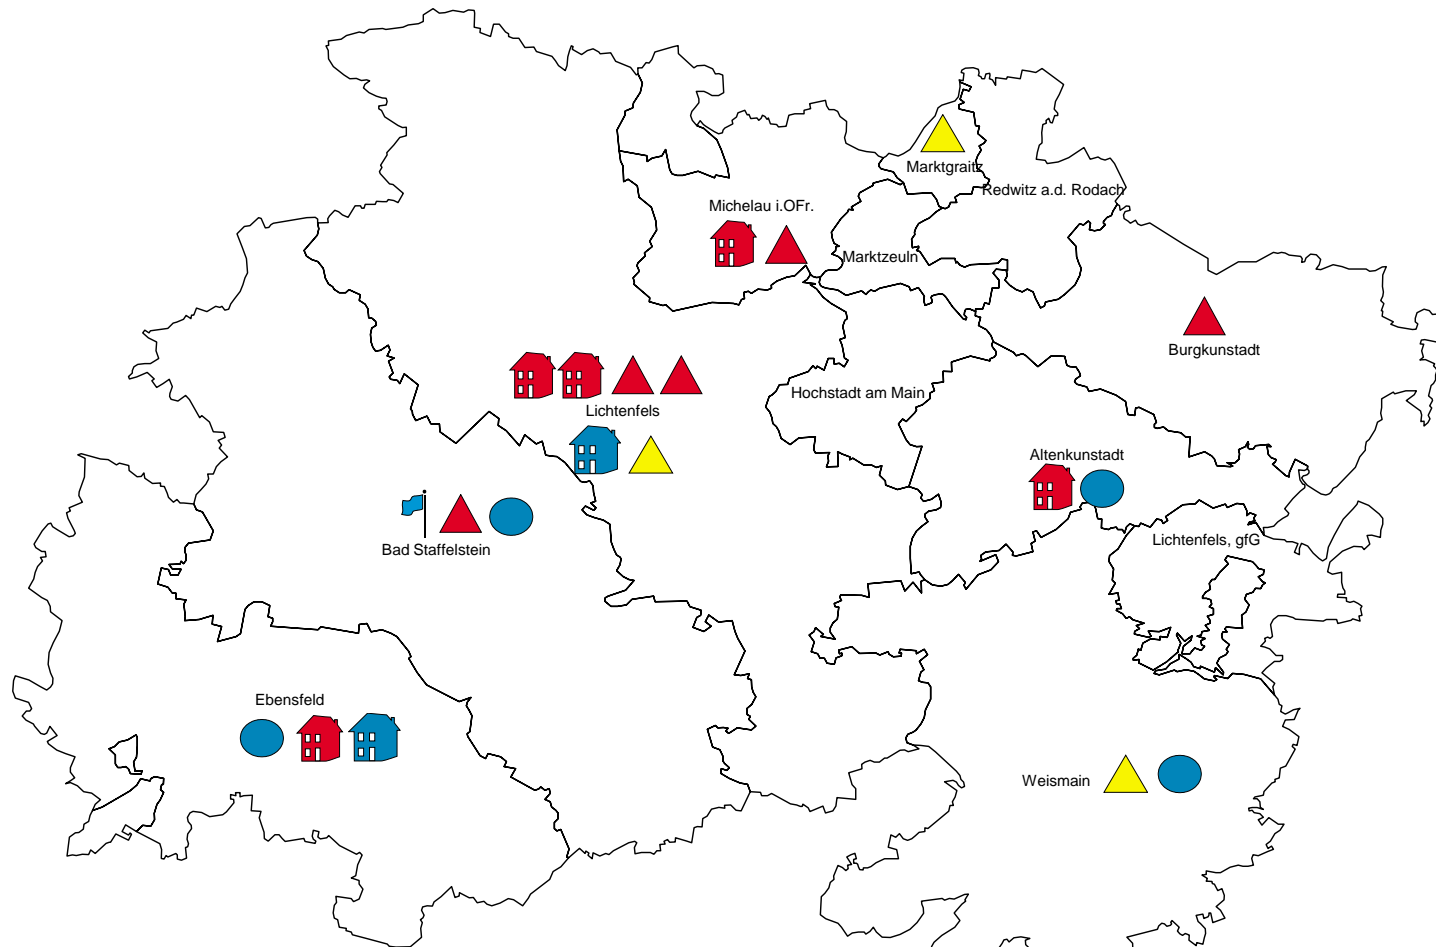 Marktgraitz
Redwitz a.d. Rodach
Michelau i.OFr.
Marktzeuln
Burgkunstadt
Hochstadt am Main
Lichtenfels
Altenkunstadt
Lichtenfels, gfG
Bad Staffelstein
Ebensfeld
Weismain